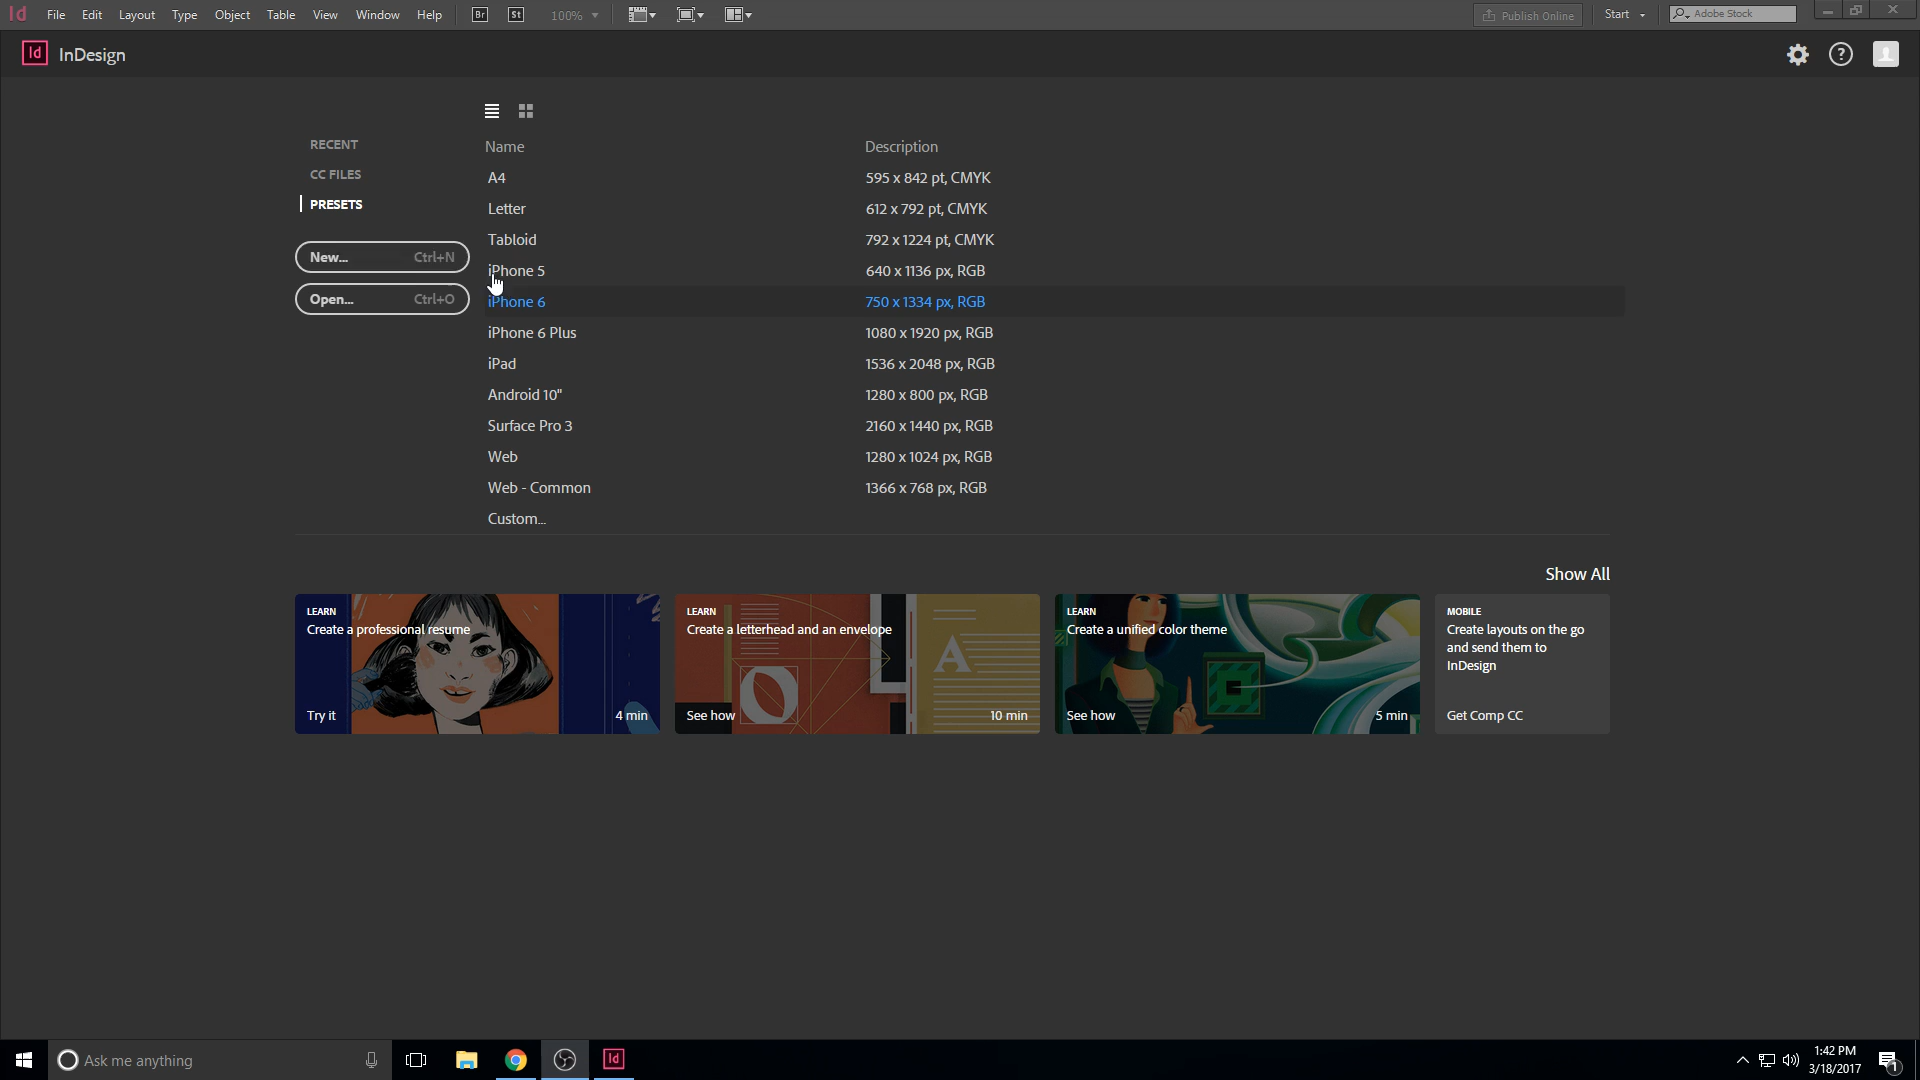 Id File Edit Layout Type Object Table View Window Help Br St 100% Publish Online Start Adobe Stock
Id InDesign
RECENT
CC FILES
PRESETS
New... Ctrl+N
Open... Ctrl+O
Name Description
A4 595 x 842 pt, CMYK
Letter 612 x 792 pt, CMYK
Tabloid 792 x 1224 pt, CMYK
iPhone 5 640 x 1136 px, RGB
iPhone 6 750 x 1334 px, RGB
iPhone 6 Plus 1080 x 1920 px, RGB
iPad 1536 x 2048 px, RGB
Android 10" 1280 x 800 px, RGB
Surface Pro 3 2160 x 1440 px, RGB
Web 1280 x 1024 px, RGB
Web - Common 1366 x 768 px, RGB
Custom...
Show All
LEARN
Create a professional resume
Try it 4 min
LEARN
Create a letterhead and an envelope
A
See how 10 min
LEARN
Create a unified color theme
See how 5 min
MOBILE
Create layouts on the go
and send them to
InDesign
Get Comp CC
Ask me anything
Id
1:42 PM
3/18/2017
1